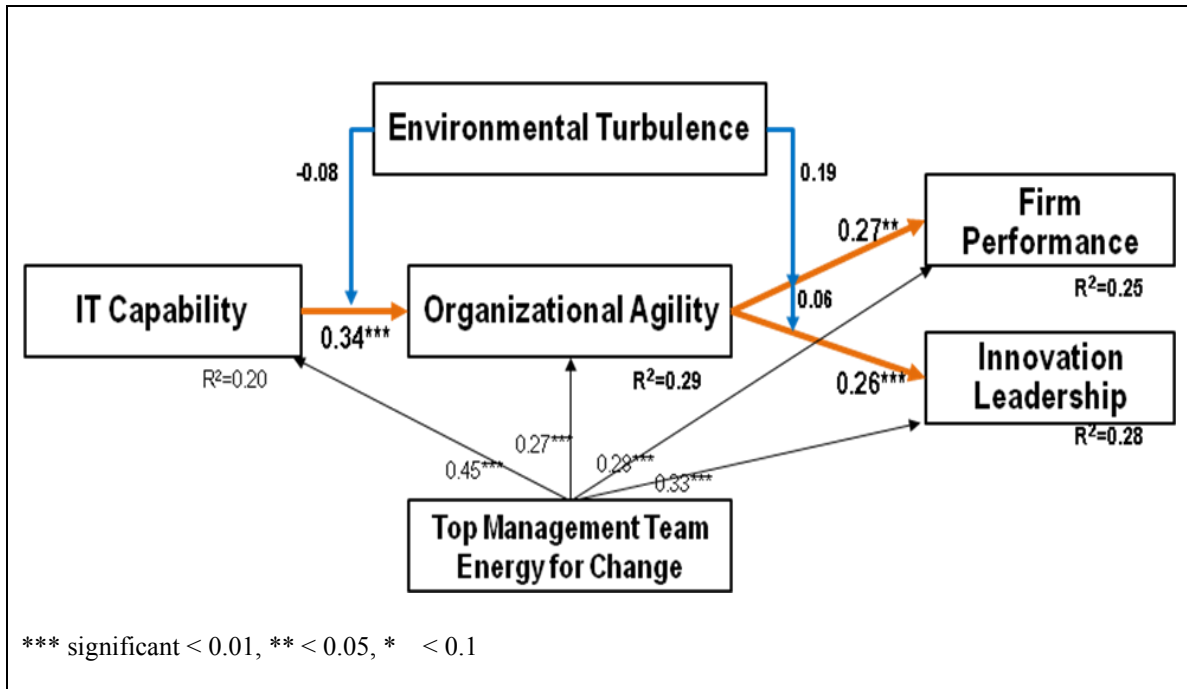 Environmental Turbulence
-0.08
0.19
Firm
Performance
0.27**
R²=0.25
IT Capability
0.34***
R²=0.20
Organizational Agility
R²=0.29
0.06
0.26***
Innovation
Leadership
R²=0.28
0.45***
0.27***
0.28***
0.33***
Top Management Team
Energy for Change
*** significant < 0.01, ** < 0.05, * < 0.1